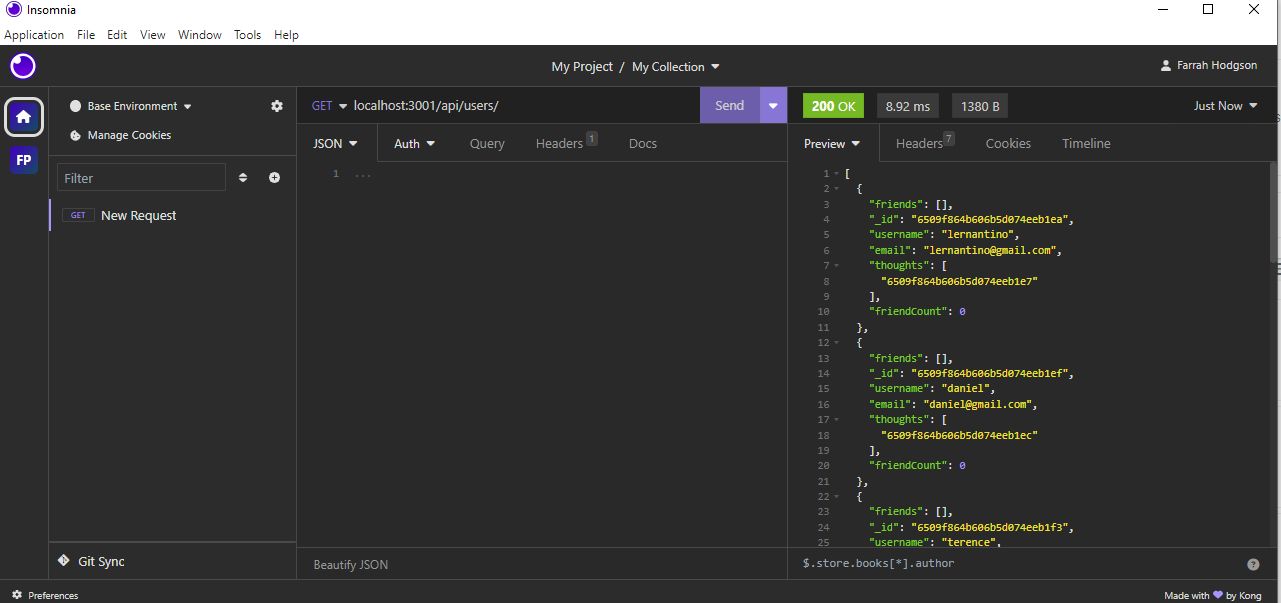 Insomnia
Application File Edit View Window Tools Help
My Project / My Collection
Farrah Hodgson
Base Environment
GET localhost:3001/api/users/
Send
200 OK
8.92 ms
1380 B
Just Now
Manage Cookies
JSON
Auth
Query
Headers 1
Docs
Preview
Headers 7
Cookies
Timeline
FP
Filter
GET New Request
1 ...
1 [
2 {
3 "friends": [],
4 "_id": "6509f864b606b5d074eeb1ea",
5 "username": "lernantino",
6 "email": "lernantino@gmail.com",
7 "thoughts": [
8 "6509f864b606b5d074eeb1e7"
9 ],
10 "friendCount": 0
11 },
12 {
13 "friends": [],
14 "_id": "6509f864b606b5d074eeb1ef",
15 "username": "daniel",
16 "email": "daniel@gmail.com",
17 "thoughts": [
18 "6509f864b606b5d074eeb1ec"
19 ],
20 "friendCount": 0
21 },
22 {
23 "friends": [],
24 "_id": "6509f864b606b5d074eeb1f3",
25 "username": "terence",
Git Sync
Beautify JSON
$.store.books[*].author
Preferences
Made with by Kong